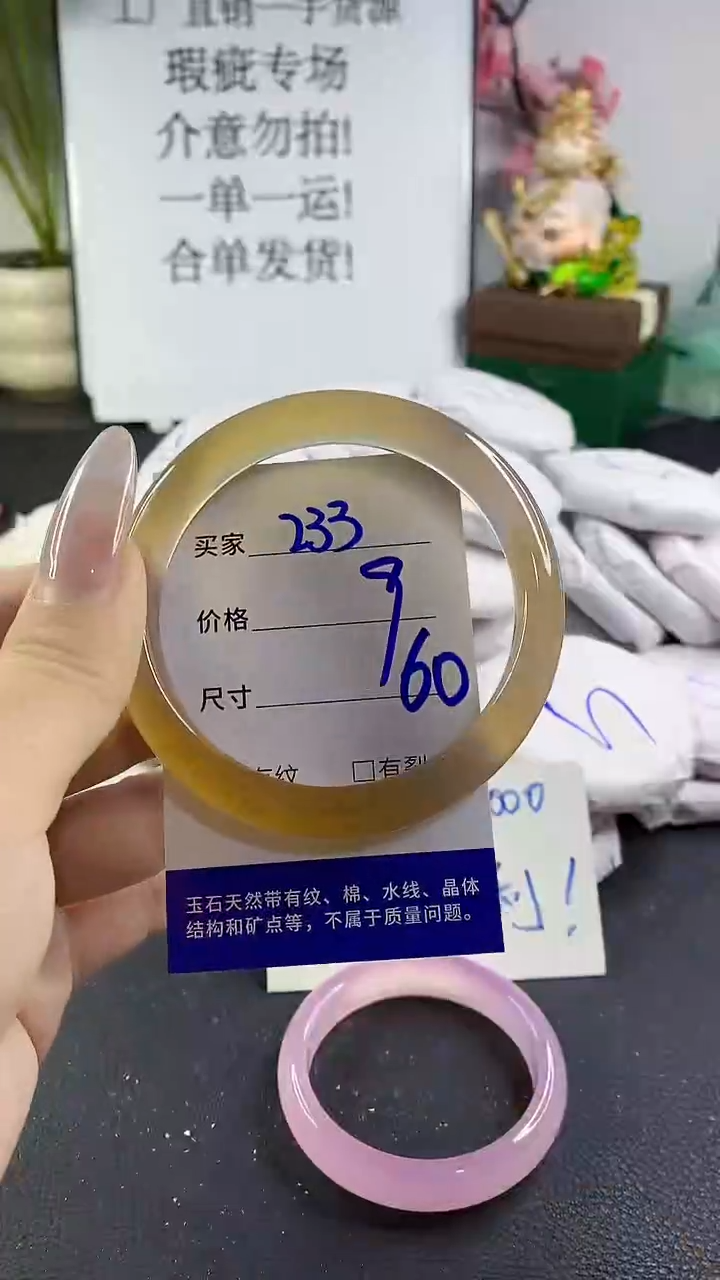 直销一手货源
瑕疵专场
介意勿拍!
一单一运!
合单发货!
买家 233
价格 9
尺寸 60
有纹 □有裂
玉石天然带有纹、棉、水线、晶体
结构和矿点等，不属于质量问题。
000
!